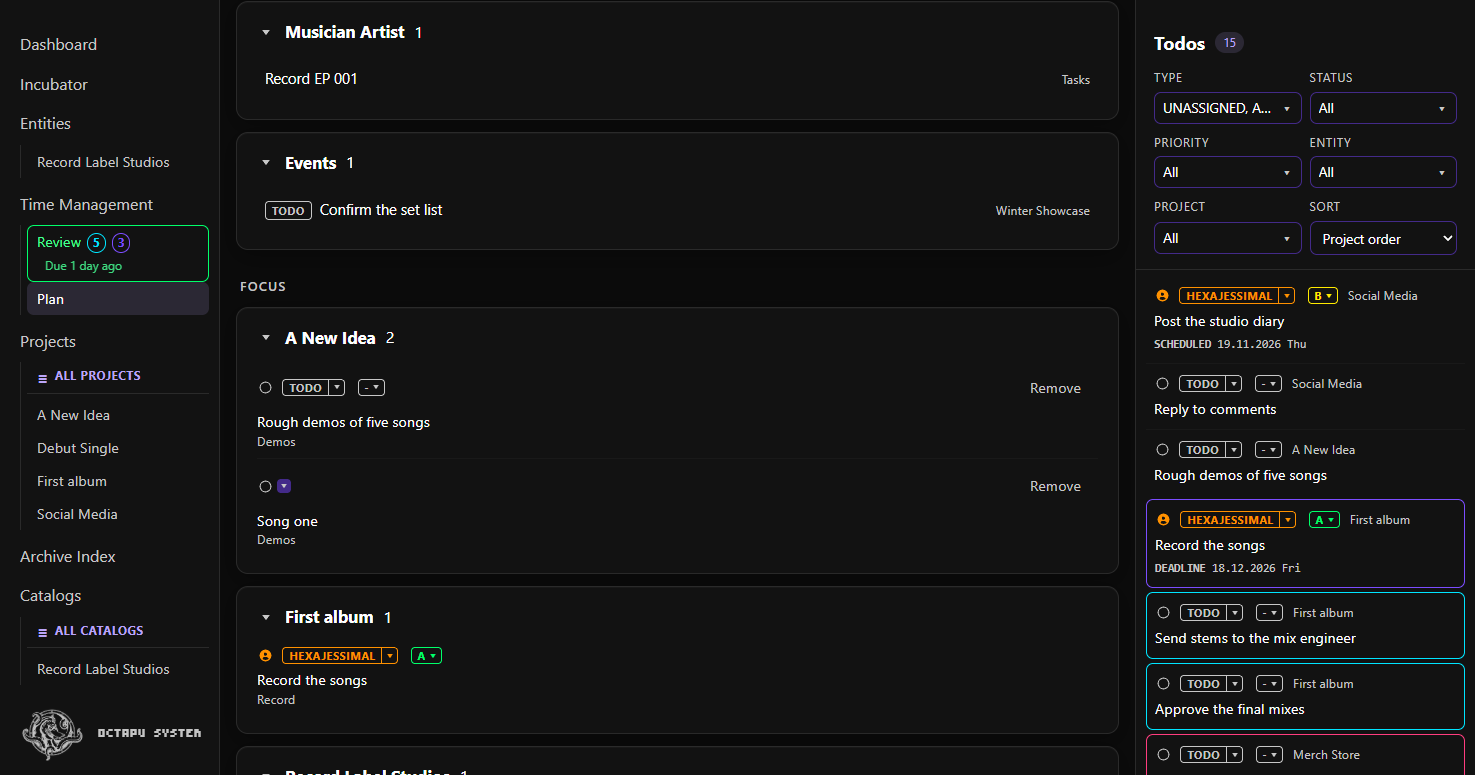 Dashboard
Incubator
Entities
Record Label Studios
Time Management
Review 5 3
Due 1 day ago
Plan
Projects
ALL PROJECTS
A New Idea
Debut Single
First album
Social Media
Archive Index
Catalogs
ALL CATALOGS
Record Label Studios
OCTAPU SYSTEM
Musician Artist 1
Record EP 001 Tasks
Events 1
TODO Confirm the set list Winter Showcase
FOCUS
A New Idea 2
TODO - Remove
Rough demos of five songs
Demos
Remove
Song one
Demos
First album 1
HEXAJESSIMAL A
Record the songs
Record
Record Label Studios 1
Todos 15
TYPE STATUS
UNASSIGNED, A... All
PRIORITY ENTITY
All All
PROJECT SORT
All Project order
HEXAJESSIMAL B Social Media
Post the studio diary
SCHEDULED 19.11.2026 Thu
TODO - Social Media
Reply to comments
TODO - A New Idea
Rough demos of five songs
HEXAJESSIMAL A First album
Record the songs
DEADLINE 18.12.2026 Fri
TODO - First album
Send stems to the mix engineer
TODO - First album
Approve the final mixes
TODO - Merch Store